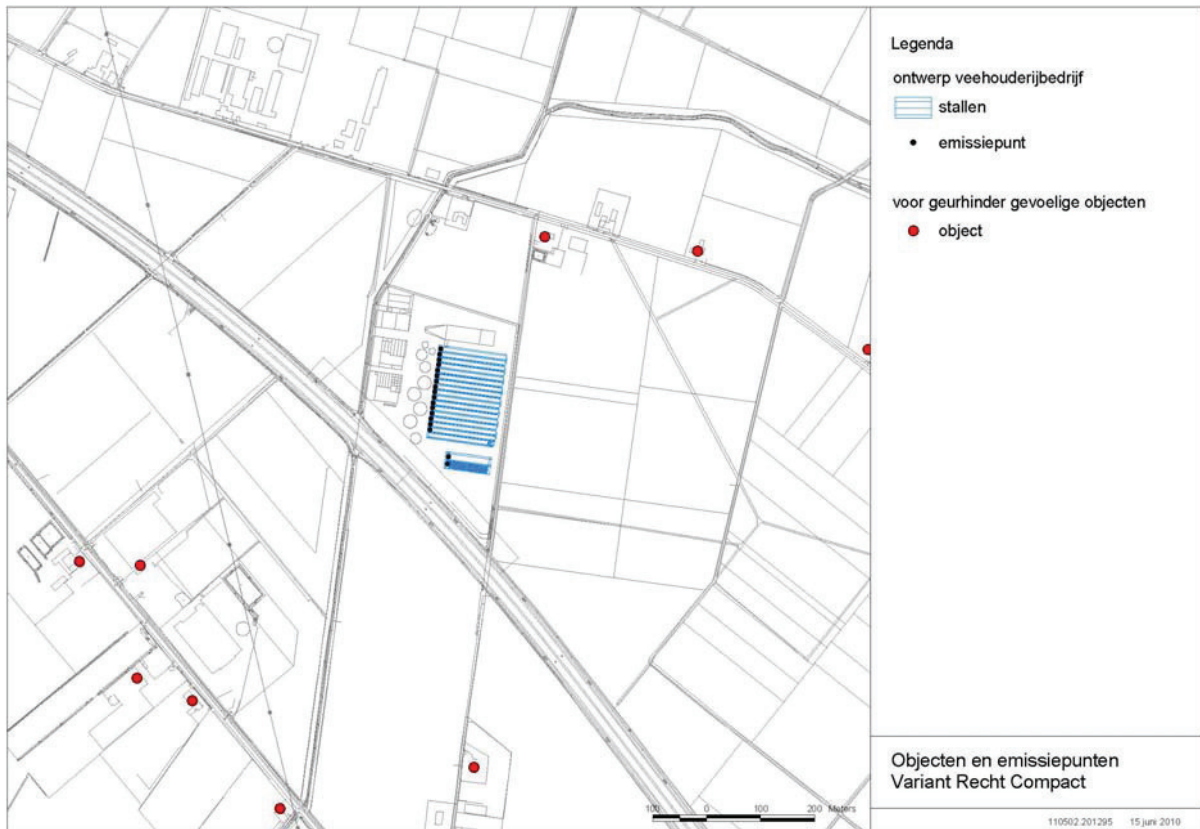 Legenda
ontwerp veehouderijbedrijf
stallen
emissiepunt
voor geurhinder gevoelige objecten
object
100 0 100 200 Meters
Objecten en emissiepunten
Variant Recht Compact
110502.201295 15 juni 2010